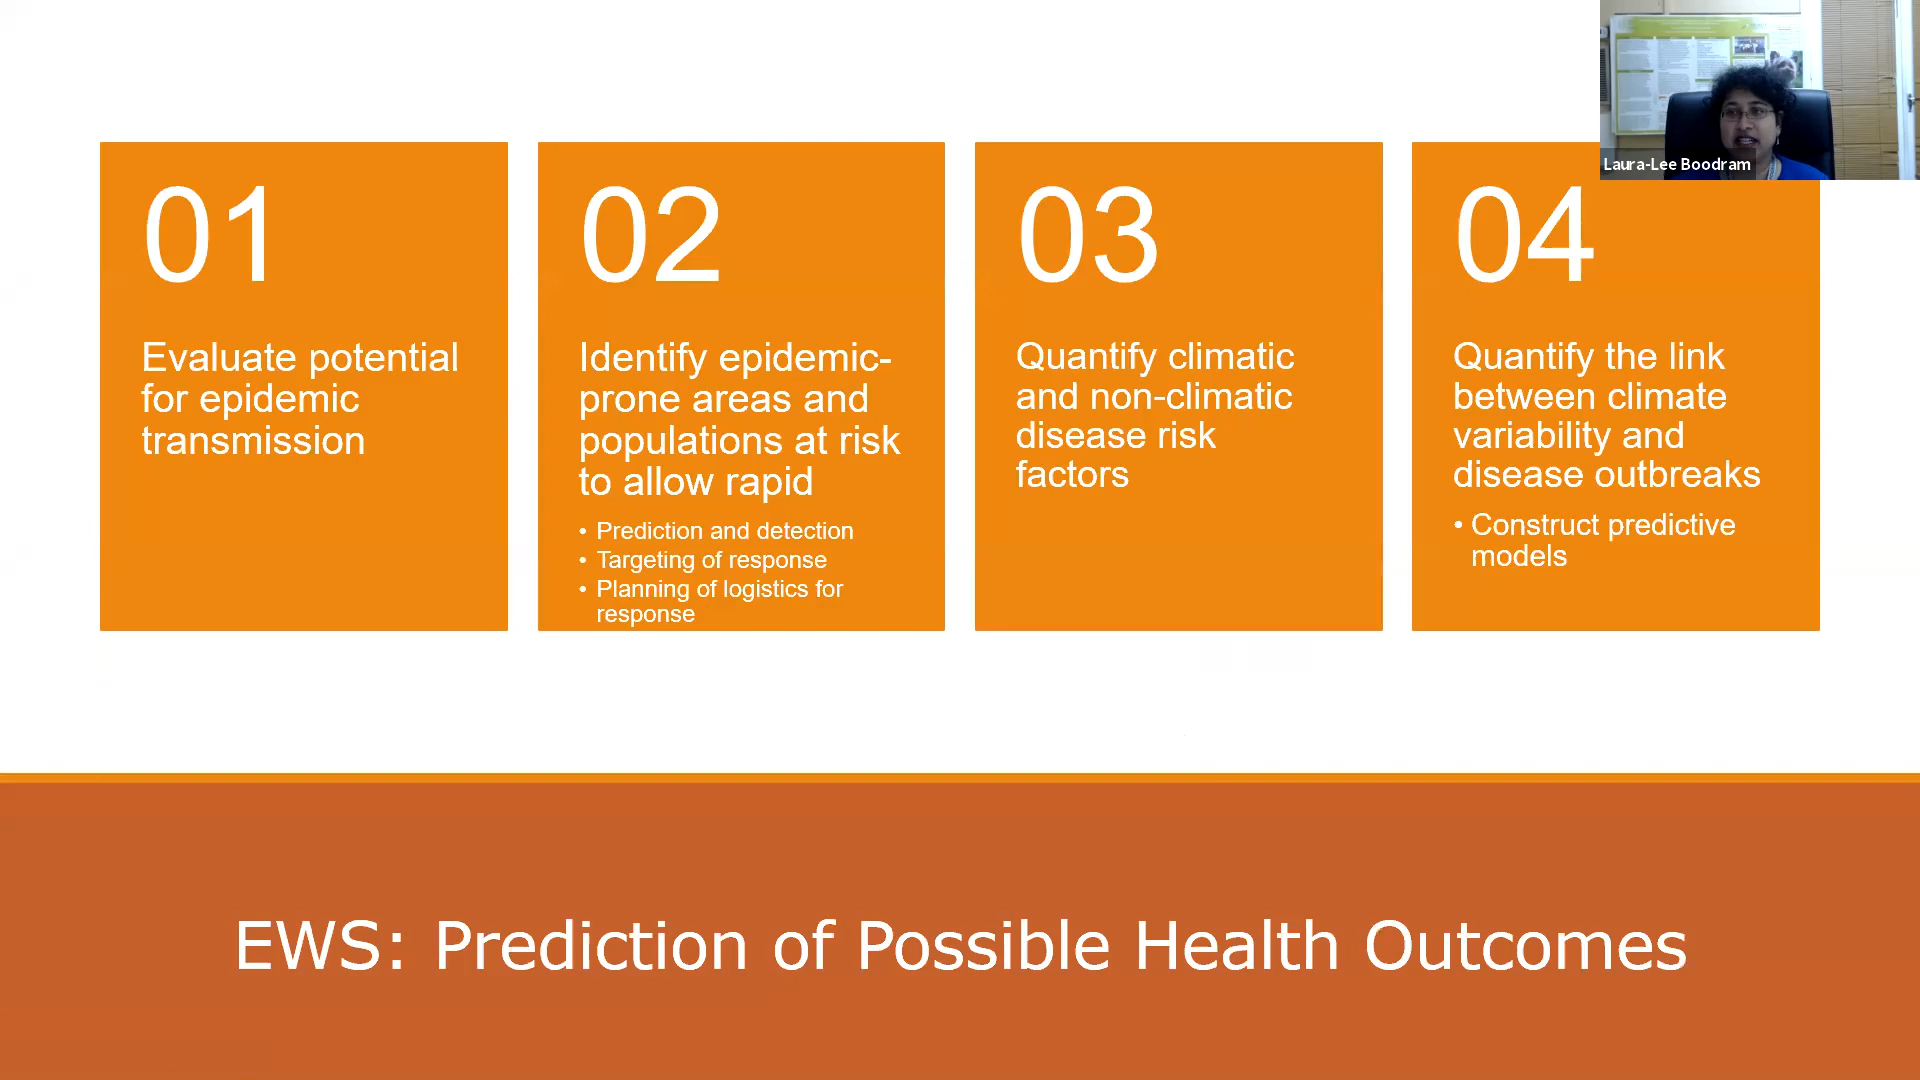 01
Evaluate potential
for epidemic
transmission
02
Identify epidemic-
prone areas and
populations at risk
to allow rapid
• Prediction and detection
• Targeting of response
• Planning of logistics for
response
03
Quantify climatic
and non-climatic
disease risk
factors
04
Quantify the link
between climate
variability and
disease outbreaks
• Construct predictive
models
Laura-Lee Boodram
EWS: Prediction of Possible Health Outcomes